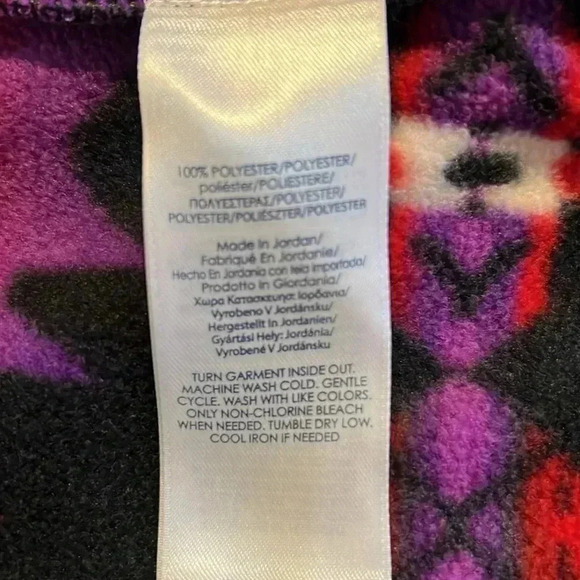 100% POLYESTER/POLYESTER/
poliéster/POLIESTERE/
ΠΟΛΥΕΣΤΕΡΑΣ/POLYESTER/
POLYESTER/POLIÉSZTER/POLYESTER
Made In Jordan/
Fabriqué En Jordanie/
Hecho En Jordania con tela importada/
Prodotto In Giordania/
Χωρα Κατασκευησ: Ιορδανια/
Vyrobeno V Jordánsku/
Hergestellt In Jordanien/
Gyártási Hely: Jordánia/
Vyrobené V Jordánsku
TURN GARMENT INSIDE OUT.
MACHINE WASH COLD. GENTLE
CYCLE. WASH WITH LIKE COLORS.
ONLY NON-CHLORINE BLEACH
WHEN NEEDED. TUMBLE DRY LOW.
COOL IRON IF NEEDED